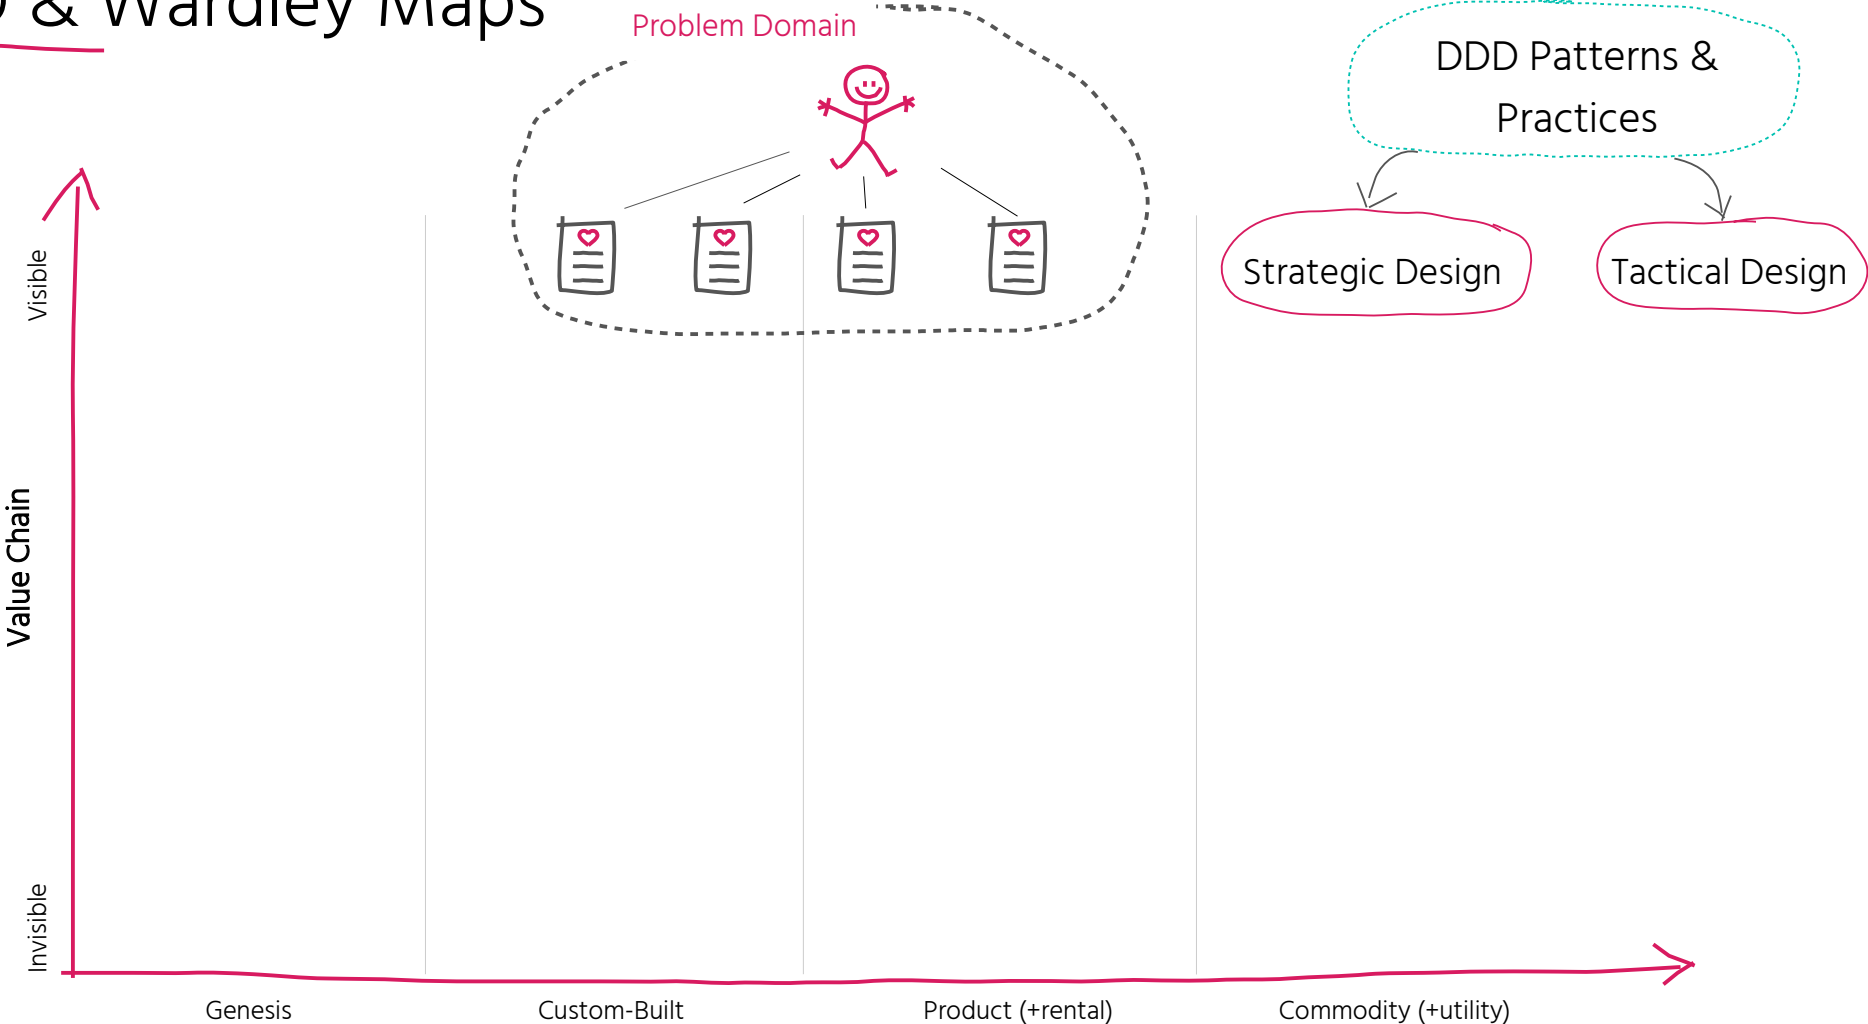 & Wardley Maps
Problem Domain
DDD Patterns &
Practices
Strategic Design
Tactical Design
Visible
Value Chain
Invisible
Genesis
Custom-Built
Product (+rental)
Commodity (+utility)